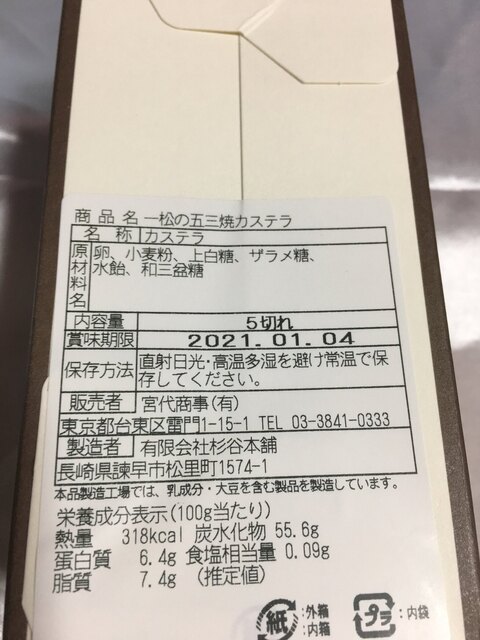 商品名 一松の五三焼カステラ
名称 カステラ
原材料名 卵、小麦粉、上白糖、ザラメ糖、
水飴、和三盆糖
内容量 5切れ
賞味期限 2021.01.04
保存方法 直射日光・高温多湿を避け常温で保
存してください。
販売者 宮代商事(有)
東京都台東区雷門1-15-1 TEL 03-3841-0333
製造者 有限会社杉谷本舗
長崎県諫早市松里町1574-1
本品製造工場では、乳成分・大豆を含む製品を製造しています。
栄養成分表示(100g当たり)
熱量 318kcal 炭水化物 55.6g
蛋白質 6.4g 食塩相当量 0.09g
脂質 7.4g (推定値)
紙 :外箱
:内箱
プラ :内袋